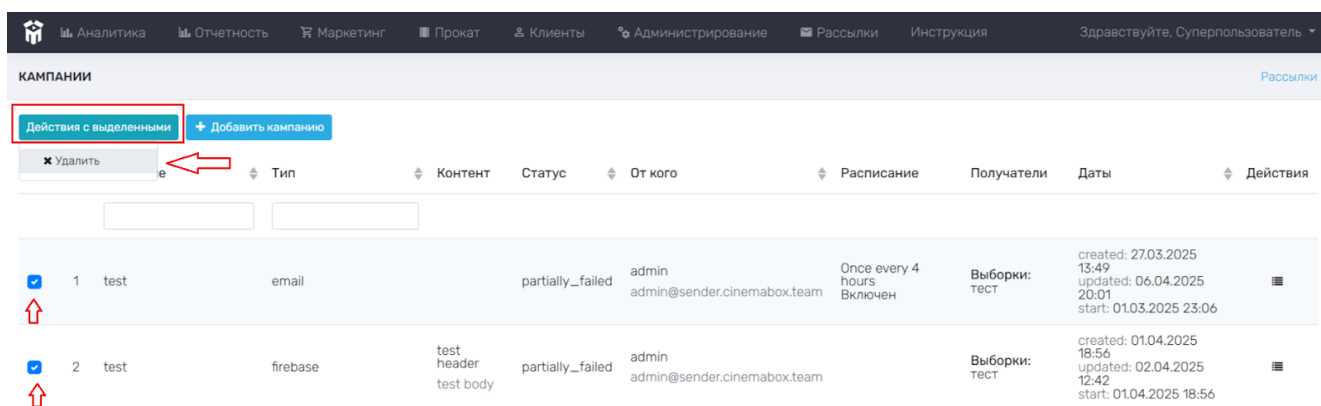 Аналитика Отчетность Маркетинг Прокат Клиенты Администрирование Рассылки Инструкция Здравствуйте, Суперпользователь
КАМПАНИИ Рассылки
Действия с выделенными + Добавить кампанию
Удалить
Тип Контент Статус От кого Расписание Получатели Даты Действия
1 test email partially_failed admin
admin@sender.cinemabox.team
Once every 4
hours
Включен
Выборки:
тест
created: 27.03.2025
13:49
updated: 06.04.2025
20:01
start: 01.03.2025 23:06
2 test firebase test
header
test body
partially_failed admin
admin@sender.cinemabox.team
Выборки:
тест
created: 01.04.2025
18:56
updated: 02.04.2025
12:42
start: 01.04.2025 18:56